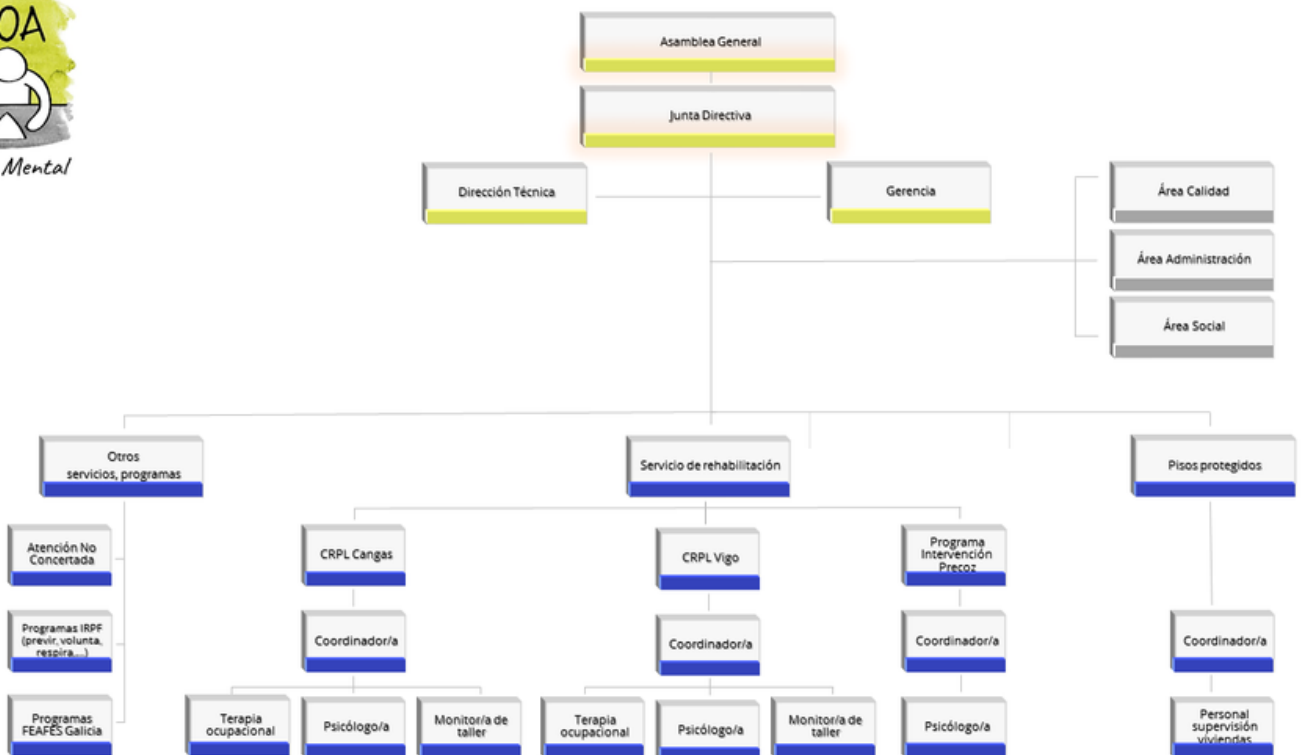 OA
Mental
Asamblea General
Junta Directiva
Dirección Técnica
Gerencia
Área Calidad
Área Administración
Área Social
Otros
servicios, programas
Servicio de rehabilitación
Pisos protegidos
Atención No
Concertada
CRPL Cangas
CRPL Vigo
Programa
Intervención
Precoz
Programas IRPF
(previr, volunta,
respira....)
Coordinador/a
Coordinador/a
Coordinador/a
Coordinador/a
Programas
FEAFES Galicia
Terapia
ocupacional
Psicólogo/a
Monitor/a de
taller
Terapia
ocupacional
Psicólogo/a
Monitor/a de
taller
Psicólogo/a
Personal
supervisión
viviendas